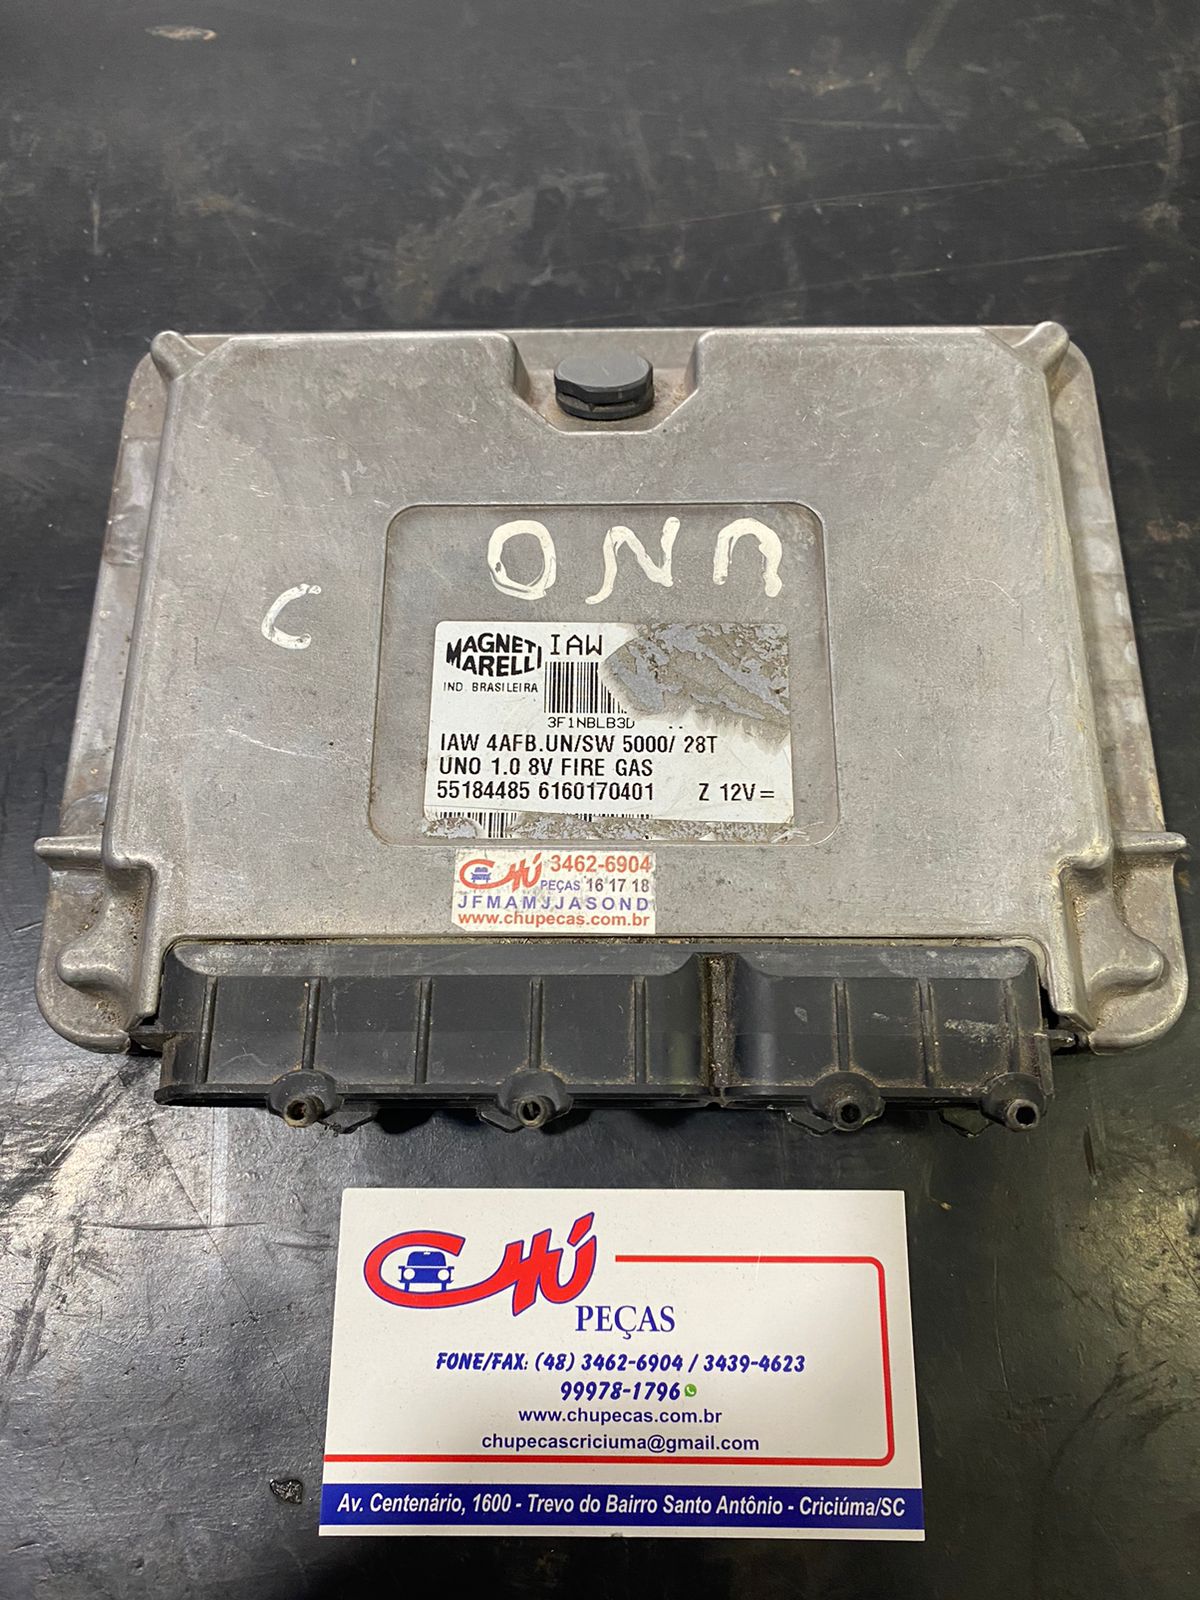 UNO
C
MAGNETI MARELLI IAW
IND. BRASILEIRA
3F1NBLB3D
IAW 4AFB.UN/SW 5000/ 28T
UNO 1.0 8V FIRE GAS
55184485 6160170401 Z 12V=
CHÚ 3462-6904
PEÇAS 16 17 18
JFMAMJJASOND
www.chupecas.com.br
CHÚ
PEÇAS
FONE/FAX: (48) 3462-6904 / 3439-4623
99978-1796
www.chupecas.com.br
chupecascriciuma@gmail.com
Av. Centenário, 1600 - Trevo do Bairro Santo Antônio - Criciúma/SC